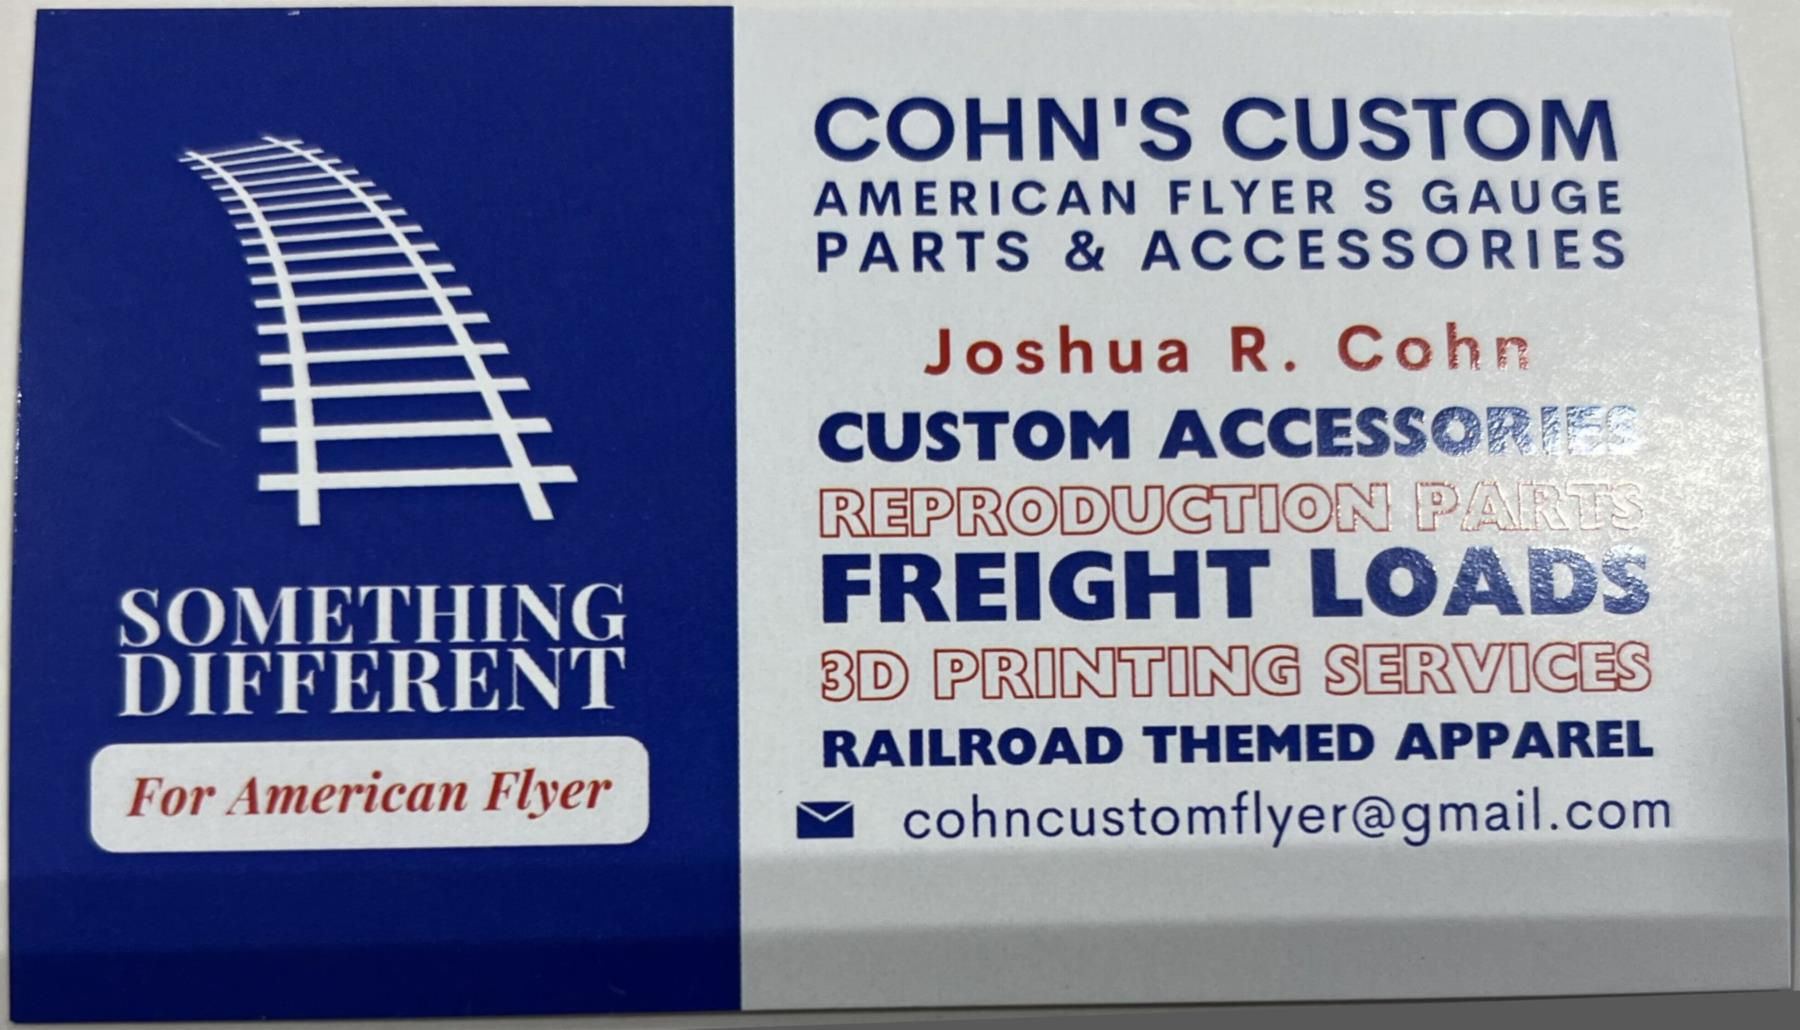 SOMETHING
DIFFERENT
For American Flyer
COHN'S CUSTOM
AMERICAN FLYER S GAUGE
PARTS & ACCESSORIES
Joshua R. Cohn
CUSTOM ACCESSORIES
REPRODUCTION PARTS
FREIGHT LOADS
3D PRINTING SERVICES
RAILROAD THEMED APPAREL
cohncustomflyer@gmail.com